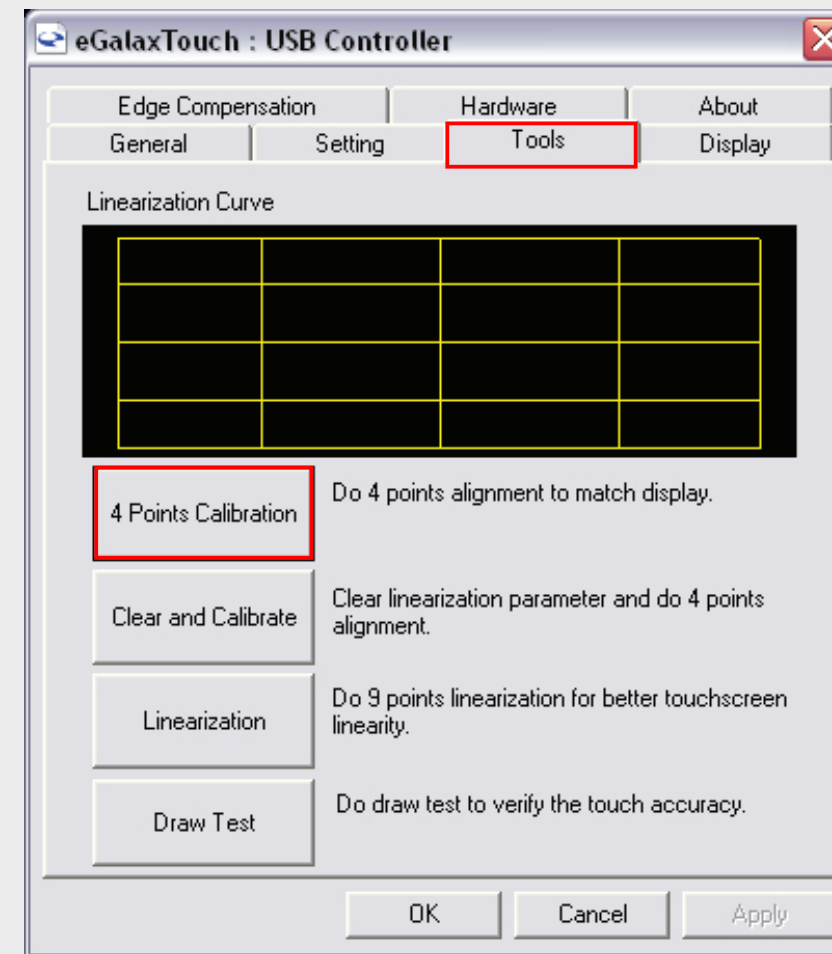 eGalaxTouch : USB Controller
Edge Compensation Hardware About
General Setting Tools Display
Linearization Curve
4 Points Calibration
Do 4 points alignment to match display.
Clear and Calibrate
Clear linearization parameter and do 4 points
alignment.
Linearization
Do 9 points linearization for better touchscreen
linearity.
Draw Test
Do draw test to verify the touch accuracy.
OK Cancel Apply